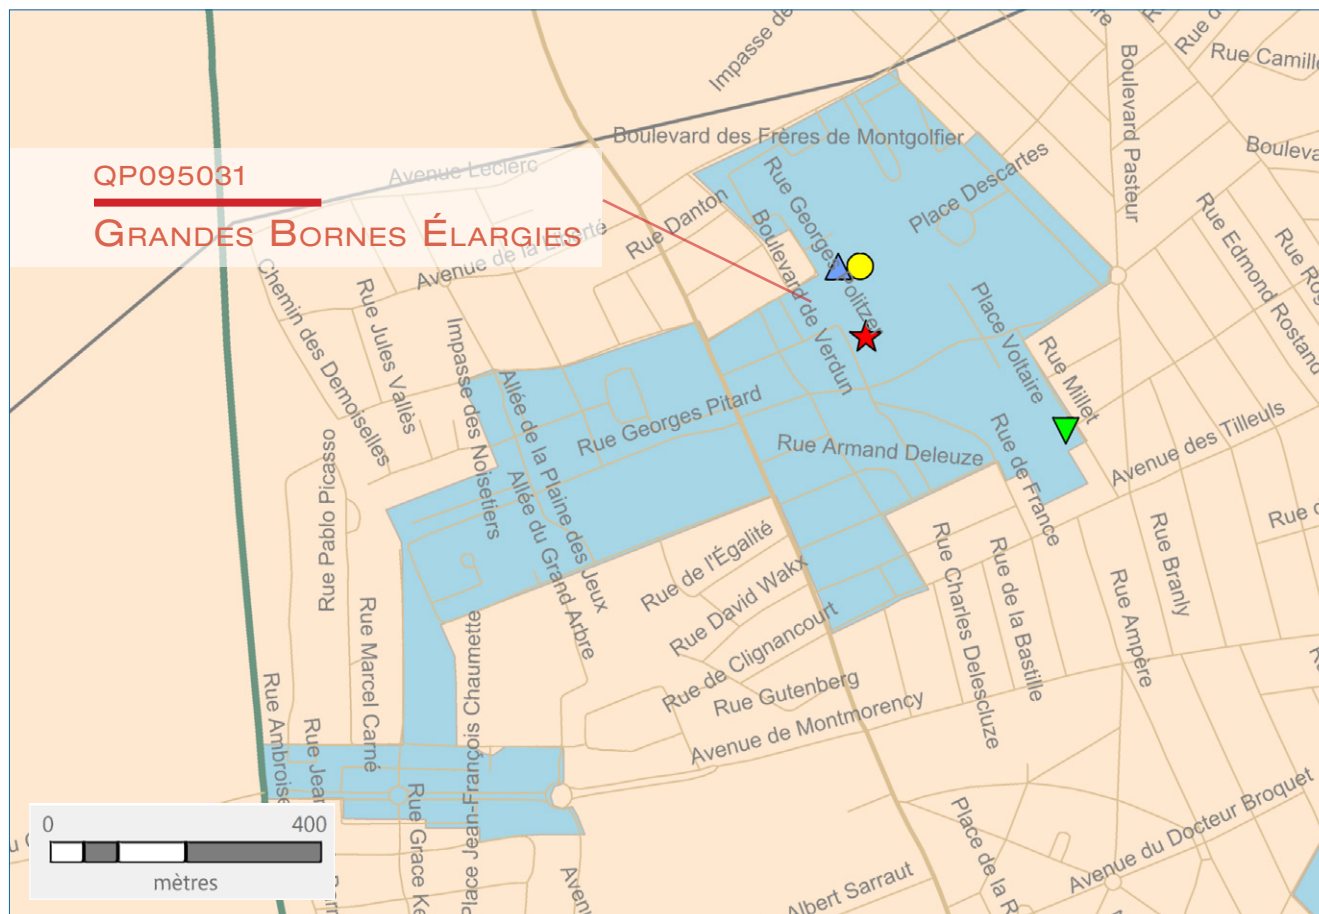 Impasse de
Rue Camille
Boulevard Pasteur
Boulevard des Frères de Montgolfier
QP095031
GRANDES BORNES ÉLARGIES
Avenue Leclerc
Avenue de la Liberté
Rue Danton
Rue Georges Politzer
Boulevard de Verdun
Place Descartes
Rue Edmond Rostand
Chemin des Demoiselles
Rue Jules Vallès
Impasse des Noisetiers
Allée de la Plaine des Jeux
Allée du Grand Arbre
Rue Georges Pitard
Rue Armand Deleuze
Place Voltaire
Rue Millet
Rue de France
Avenue des Tilleuls
Rue Pablo Picasso
Rue Marcel Carné
Rue de l'Égalité
Rue David Wakx
Rue de Clignancourt
Rue Gutenberg
Avenue de Montmorency
Rue Charles Delescluze
Rue de la Bastille
Rue Ampère
Rue Branly
Rue Ambroise
Rue Jean
Place Jean-François Chaumette
Rue Grace Ke
Place de la R
Avenue du Docteur Broquet
Albert Sarraut
Aven
0 400
mètres